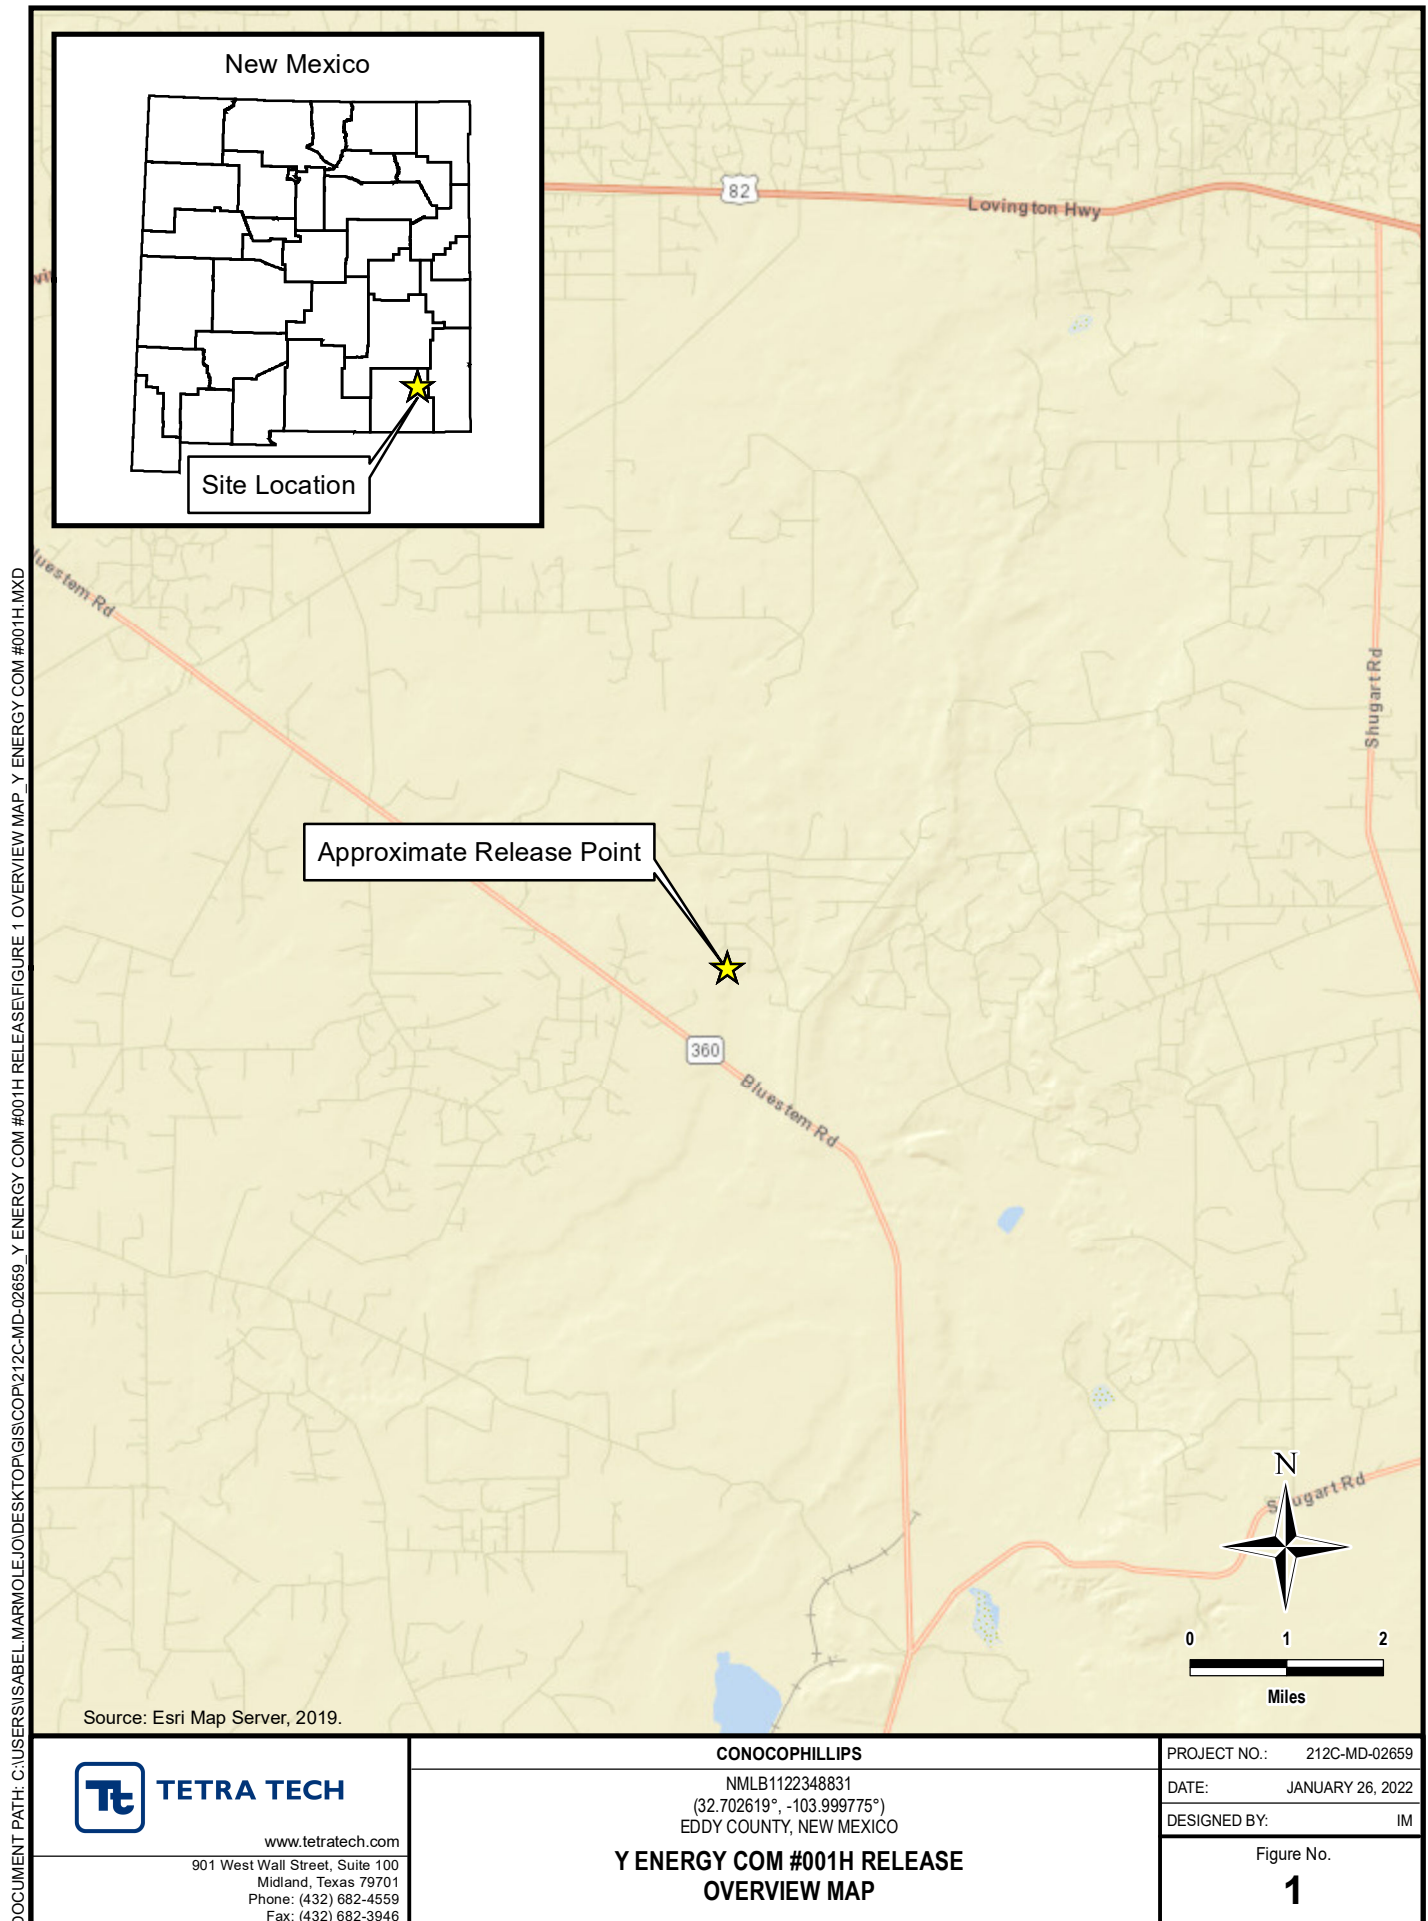 New Mexico
Site Location
82
Lovington Hwy
Shugart Rd
luestem Rd
Approximate Release Point
360
Bluestem Rd
N
Shugart Rd
0 1 2
Miles
Source: Esri Map Server, 2019.
DOCUMENT PATH: C:\USERS\ISABEL.MARMOLEJO\DESKTOP\GIS\COP\212C-MD-02659_Y ENERGY COM #001H RELEASE\FIGURE 1 OVERVIEW MAP_Y ENERGY COM #001H.MXD
Tt TETRA TECH
www.tetratech.com
901 West Wall Street, Suite 100
Midland, Texas 79701
Phone: (432) 682-4559
Fax: (432) 682-3946
CONOCOPHILLIPS
NMLB1122348831
(32.702619°, -103.999775°)
EDDY COUNTY, NEW MEXICO
Y ENERGY COM #001H RELEASE
OVERVIEW MAP
PROJECT NO.: 212C-MD-02659
DATE: JANUARY 26, 2022
DESIGNED BY: IM
Figure No.
1